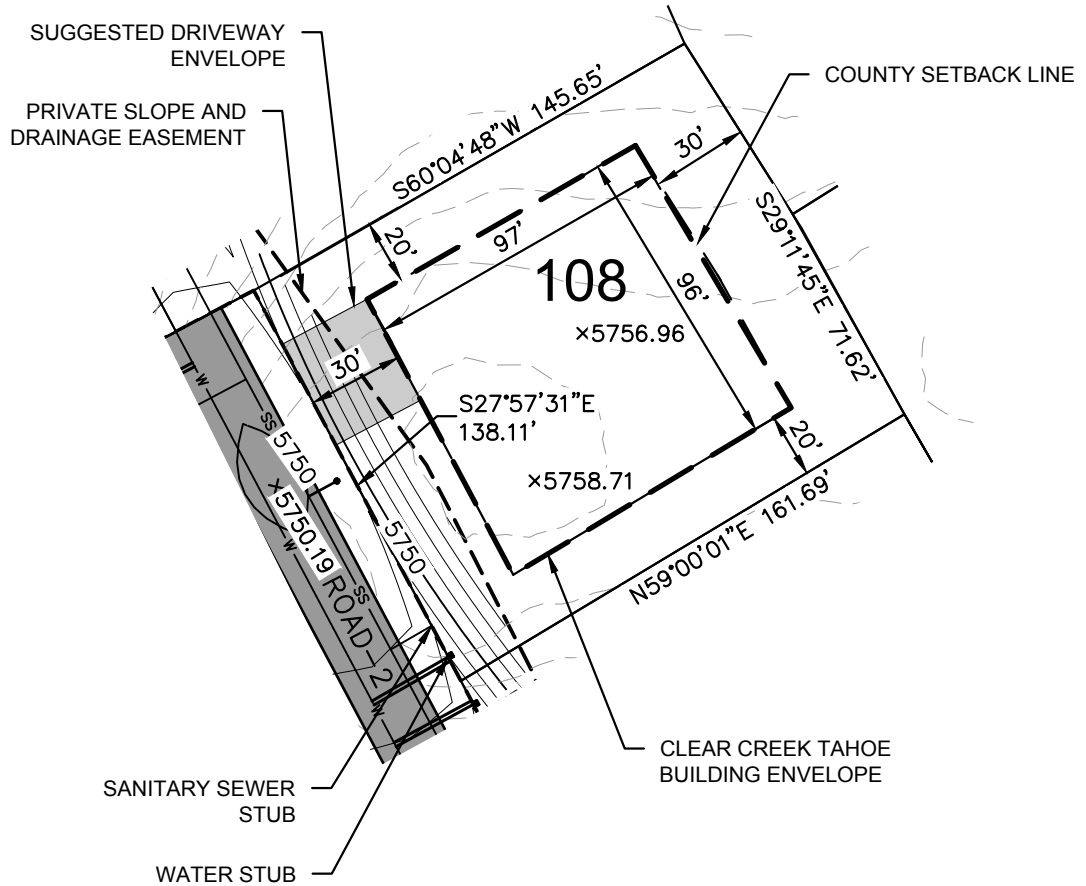 SUGGESTED DRIVEWAY
ENVELOPE
PRIVATE SLOPE AND
DRAINAGE EASEMENT
COUNTY SETBACK LINE
S60°04'48"W 145.65'
30'
20'
97'
108
×5756.96
96'
S29°11'45"E 71.62'
30'
S27°57'31"E
138.11'
×5758.71
20'
N59°00'01"E 161.69'
W
SS
5750
×5750.19
W
5750
SS
ROAD-2
W
CLEAR CREEK TAHOE
BUILDING ENVELOPE
SANITARY SEWER
STUB
WATER STUB